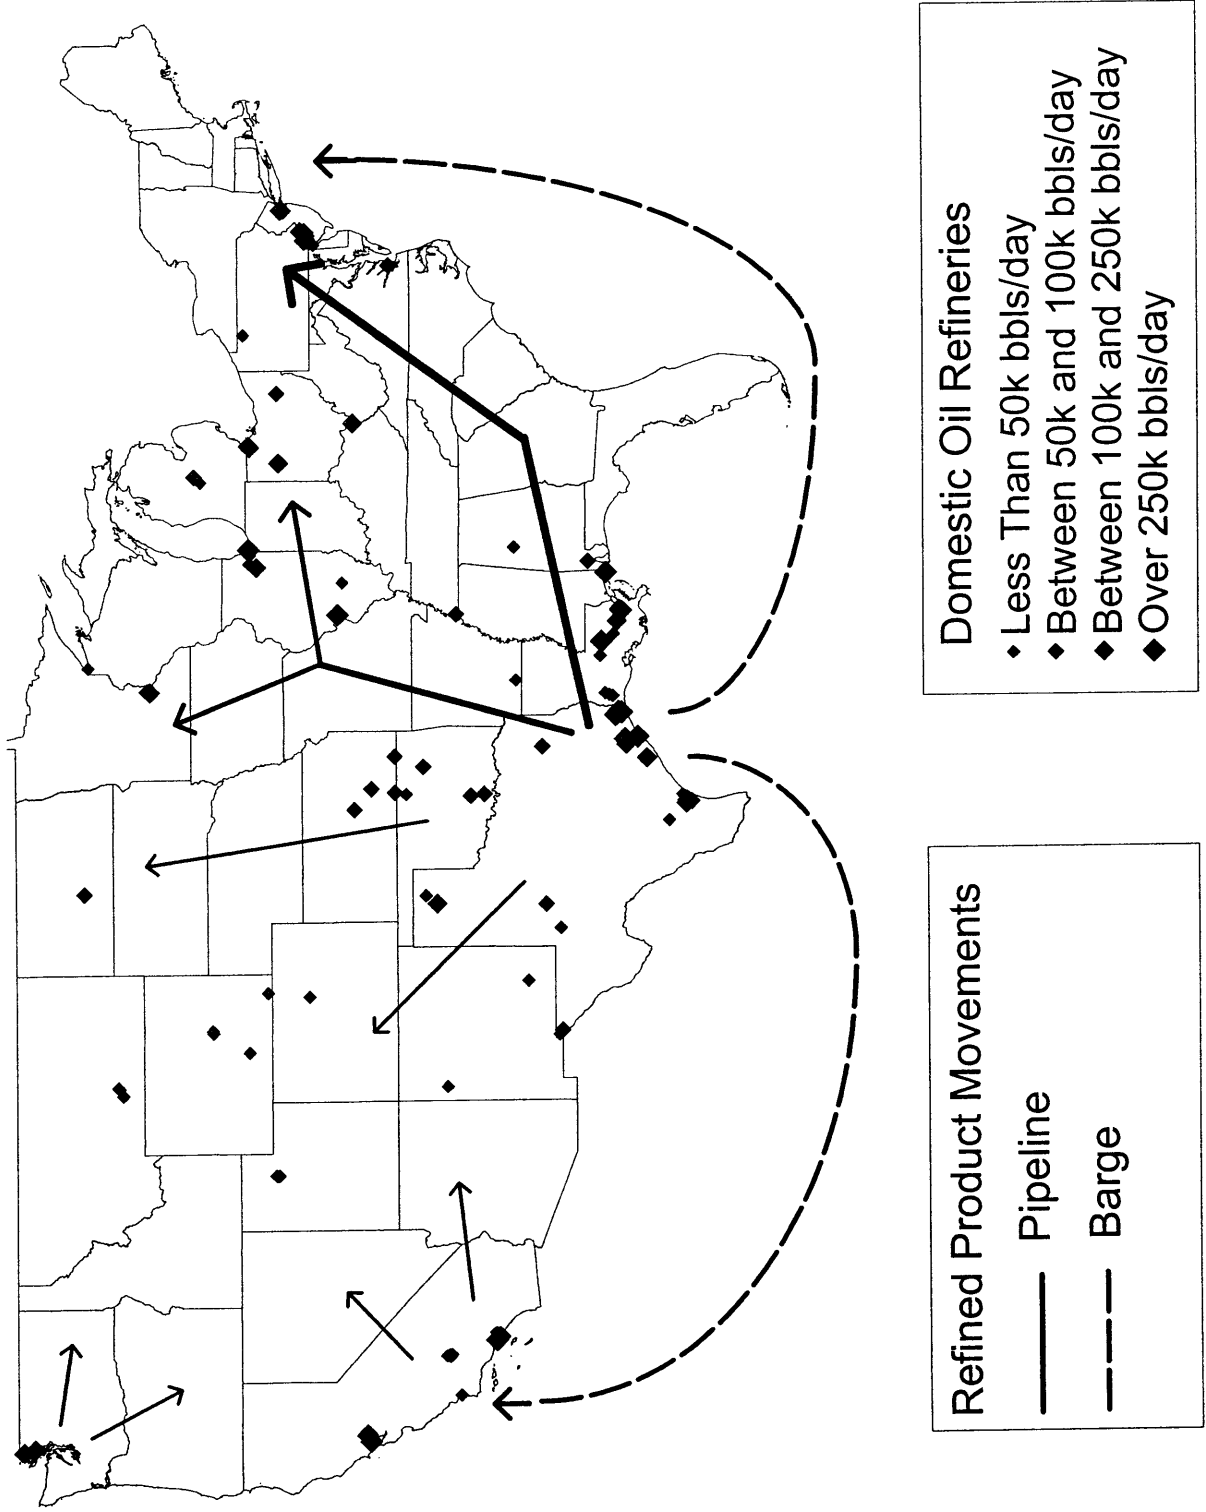 Refined Product Movements
Pipeline
Barge
Domestic Oil Refineries
Less Than 50k bbls/day
Between 50k and 100k bbls/day
Between 100k and 250k bbls/day
Over 250k bbls/day